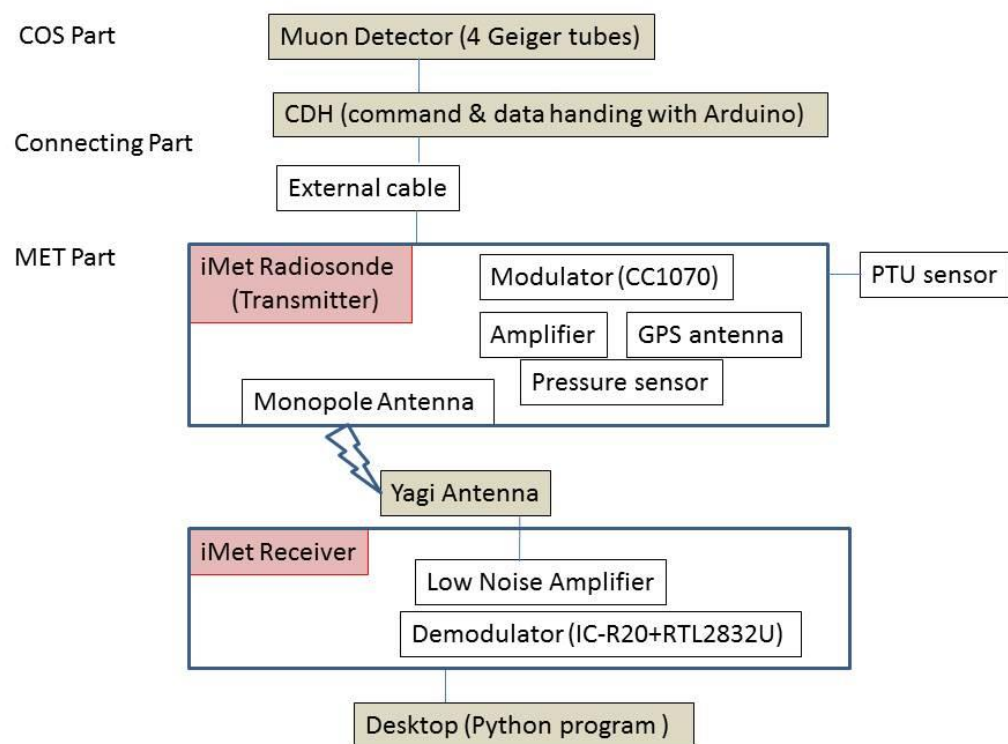 COS Part
Muon Detector (4 Geiger tubes)
CDH (command & data handing with Arduino)
Connecting Part
External cable
MET Part
iMet Radiosonde
(Transmitter)
Modulator (CC1070)
PTU sensor
Amplifier
GPS antenna
Pressure sensor
Monopole Antenna
Yagi Antenna
iMet Receiver
Low Noise Amplifier
Demodulator (IC-R20+RTL2832U)
Desktop (Python program )